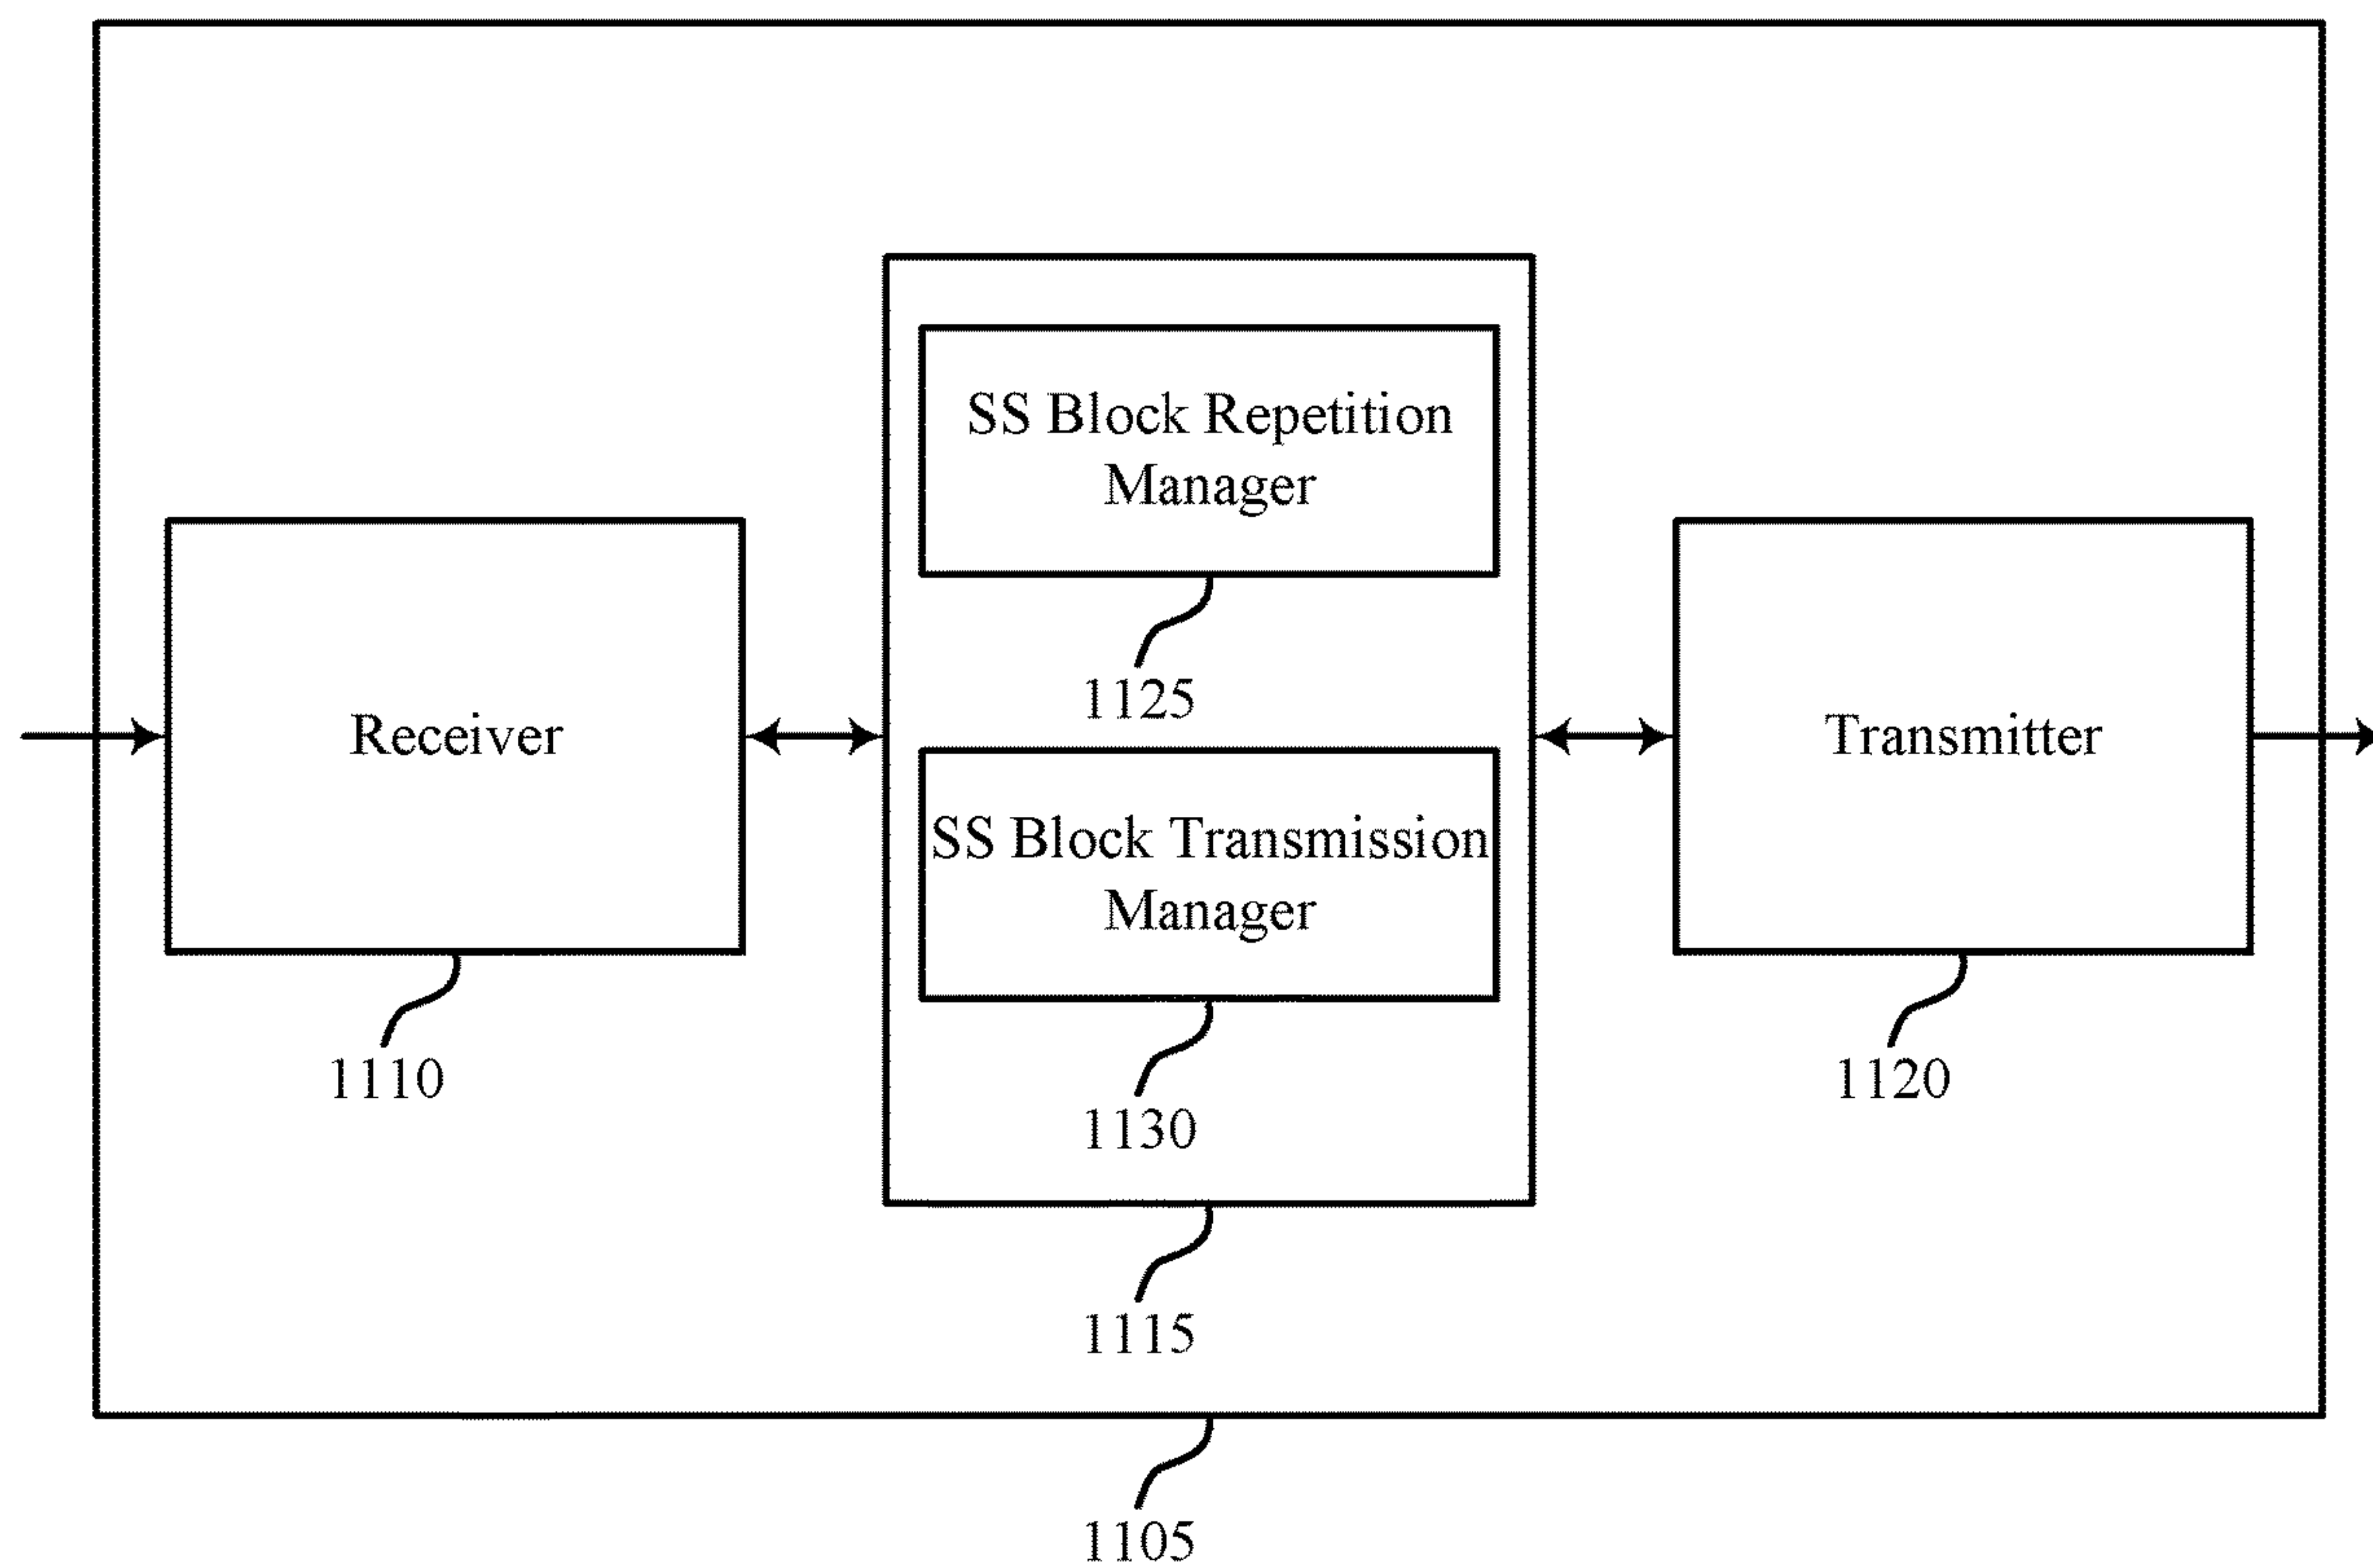 SS Block Repetition
Manager
1125
Receiver
1110
SS Block Transmission
Manager
1130
Transmitter
1120
1115
1105